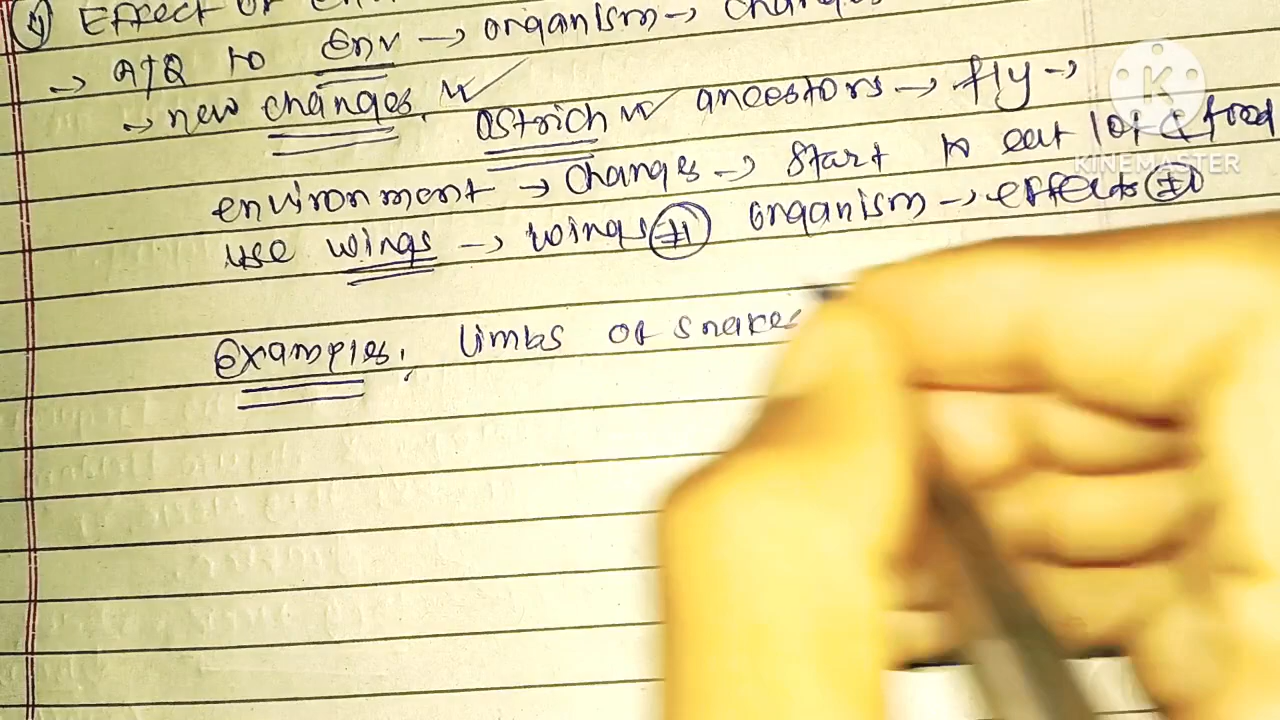 4) Effect of
→ A/Q to Env → organism → changes
→ new changes.
Ostrich ancestors → fly →
environment → changes → start to eat lot of food
use wings → wings organism → effects
Examples: limbs of snakes
K
KINEMASTER